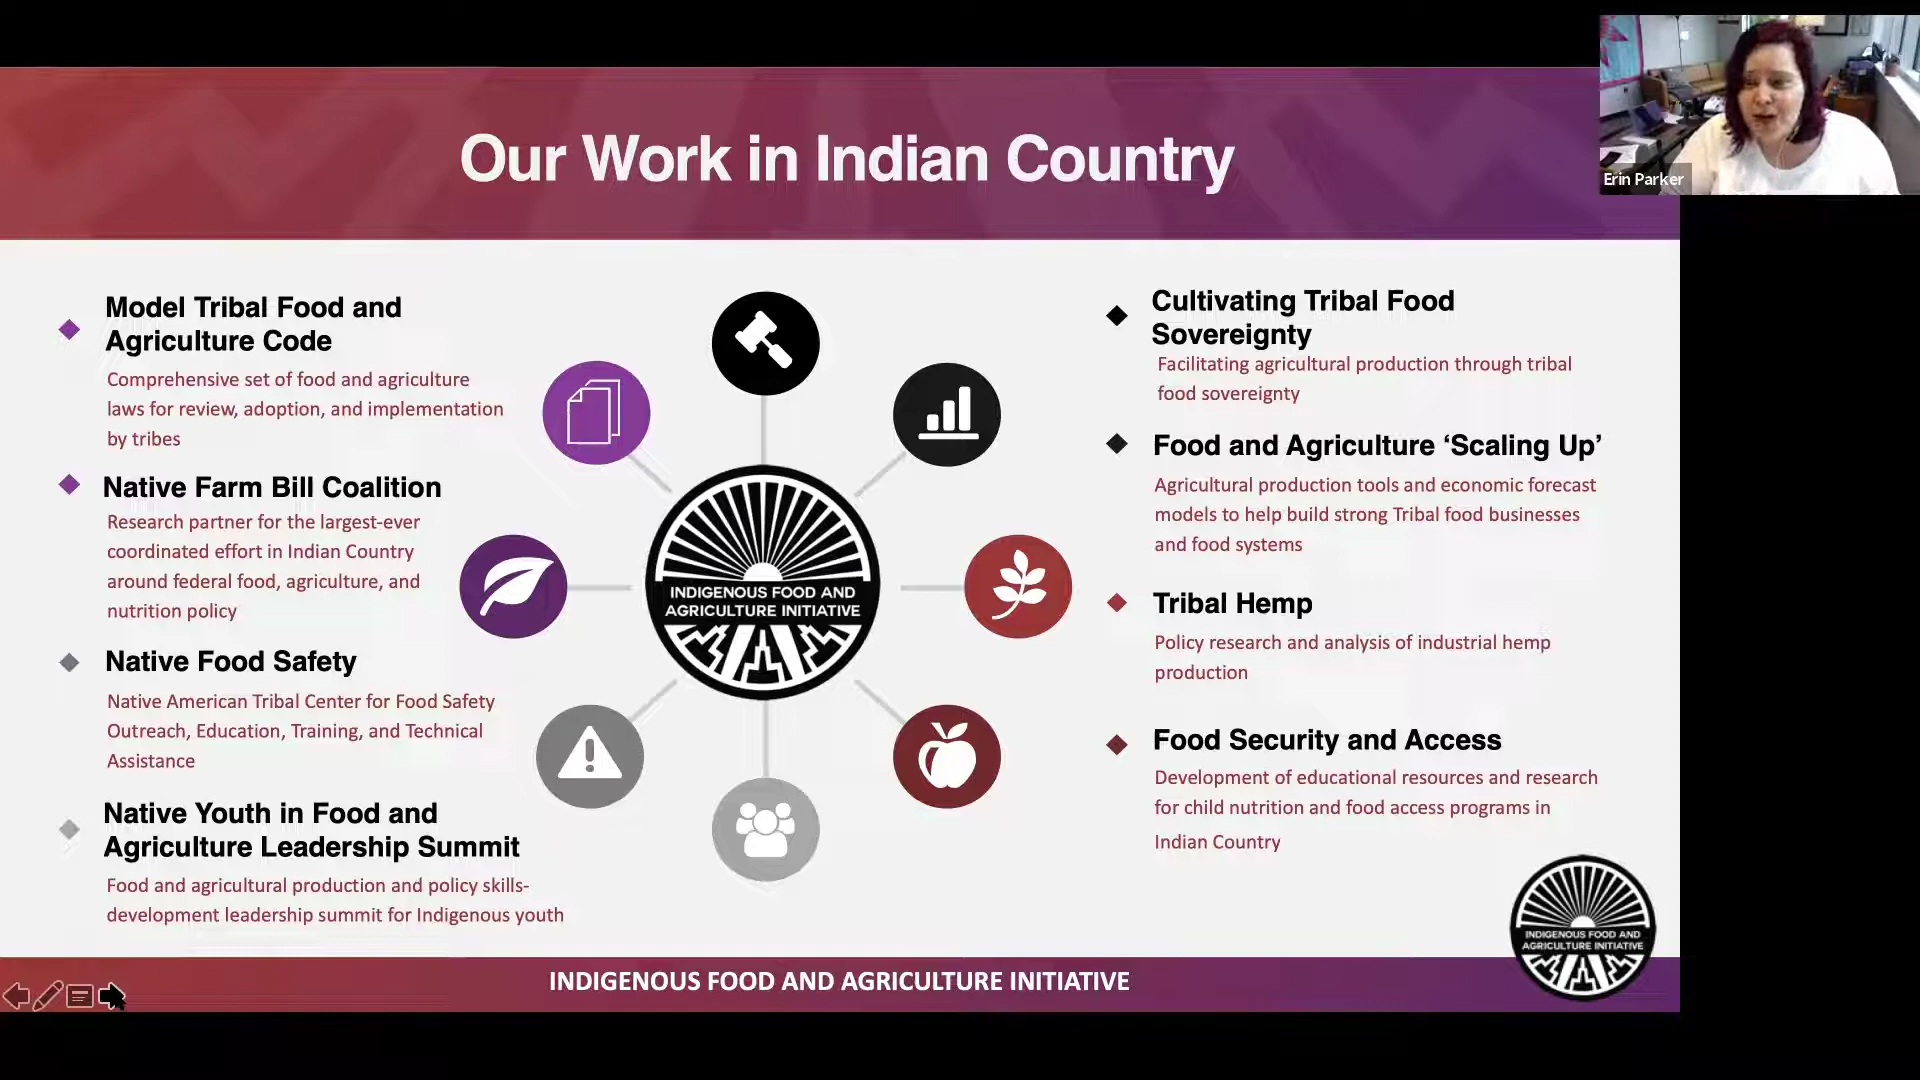 Our Work in Indian Country
Erin Parker
Model Tribal Food and
Agriculture Code
Comprehensive set of food and agriculture
laws for review, adoption, and implementation
by tribes
Native Farm Bill Coalition
Research partner for the largest-ever
coordinated effort in Indian Country
around federal food, agriculture, and
nutrition policy
Native Food Safety
Native American Tribal Center for Food Safety
Outreach, Education, Training, and Technical
Assistance
Native Youth in Food and
Agriculture Leadership Summit
Food and agricultural production and policy skills-
development leadership summit for Indigenous youth
INDIGENOUS FOOD AND
AGRICULTURE INITIATIVE
Cultivating Tribal Food
Sovereignty
Facilitating agricultural production through tribal
food sovereignty
Food and Agriculture ‘Scaling Up’
Agricultural production tools and economic forecast
models to help build strong Tribal food businesses
and food systems
Tribal Hemp
Policy research and analysis of industrial hemp
production
Food Security and Access
Development of educational resources and research
for child nutrition and food access programs in
Indian Country
INDIGENOUS FOOD AND
AGRICULTURE INITIATIVE
INDIGENOUS FOOD AND AGRICULTURE INITIATIVE